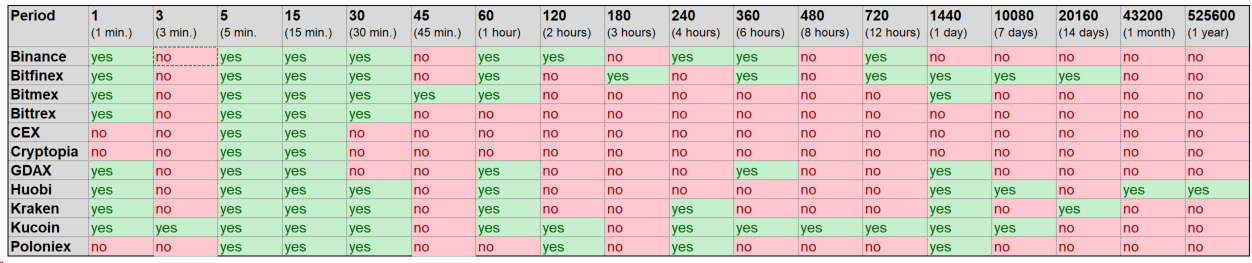 Period 1 3 5 15 30 45 60 120 180 240 360 480 720 1440 10080 20160 43200 525600
(1 min.) (3 min.) (5 min. (15 min.) (30 min.) (45 min.) (1 hour) (2 hours) (3 hours) (4 hours) (6 hours) (8 hours) (12 hours) (1 day) (7 days) (14 days) (1 month) (1 year)
Binance yes no yes yes yes no yes yes no yes yes no yes no no no no no
Bitfinex yes no yes yes yes no yes no yes no yes no yes yes yes yes no no
Bitmex yes no yes yes yes yes yes no no no no no no yes no no no no
Bittrex yes no yes yes yes no no no no no no no no no no no no no
CEX no no yes yes no no no no no no no no no no no no no no
Cryptopia no no yes yes no no no no no no no no no no no no no no
GDAX yes no yes yes no no yes no no no yes no no yes no no no no
Huobi yes no yes yes yes no yes no no no no no no yes yes no yes yes
Kraken yes no yes yes yes no yes no no yes no no no yes no yes no no
Kucoin yes yes yes yes yes no yes yes no yes yes yes yes yes yes no no no
Poloniex no no yes yes yes no no yes no yes no no no yes no no no no